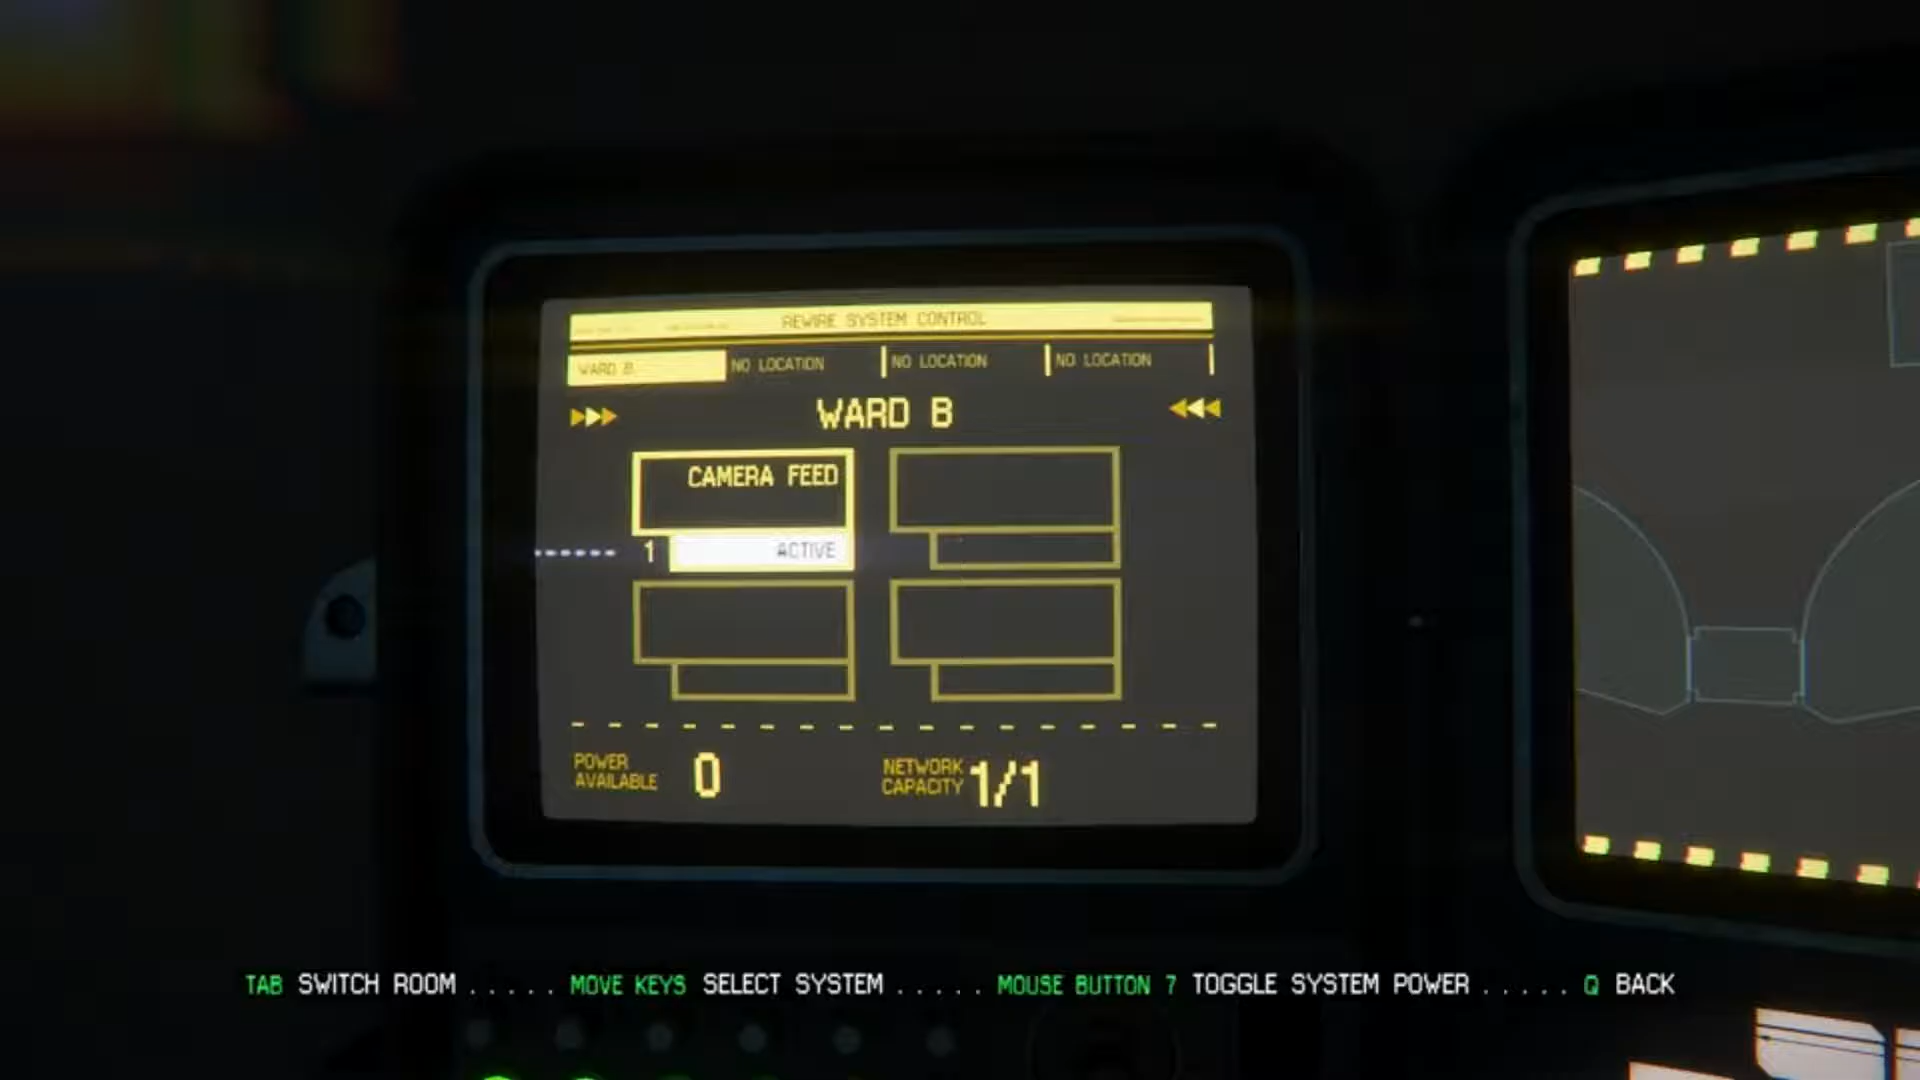 REWIRE SYSTEM CONTROL
WARD B NO LOCATION NO LOCATION NO LOCATION
WARD B
CAMERA FEED
1 ACTIVE
POWER AVAILABLE 0
NETWORK CAPACITY 1/1
TAB SWITCH ROOM ..... MOVE KEYS SELECT SYSTEM ..... MOUSE BUTTON 7 TOGGLE SYSTEM POWER ..... Q BACK